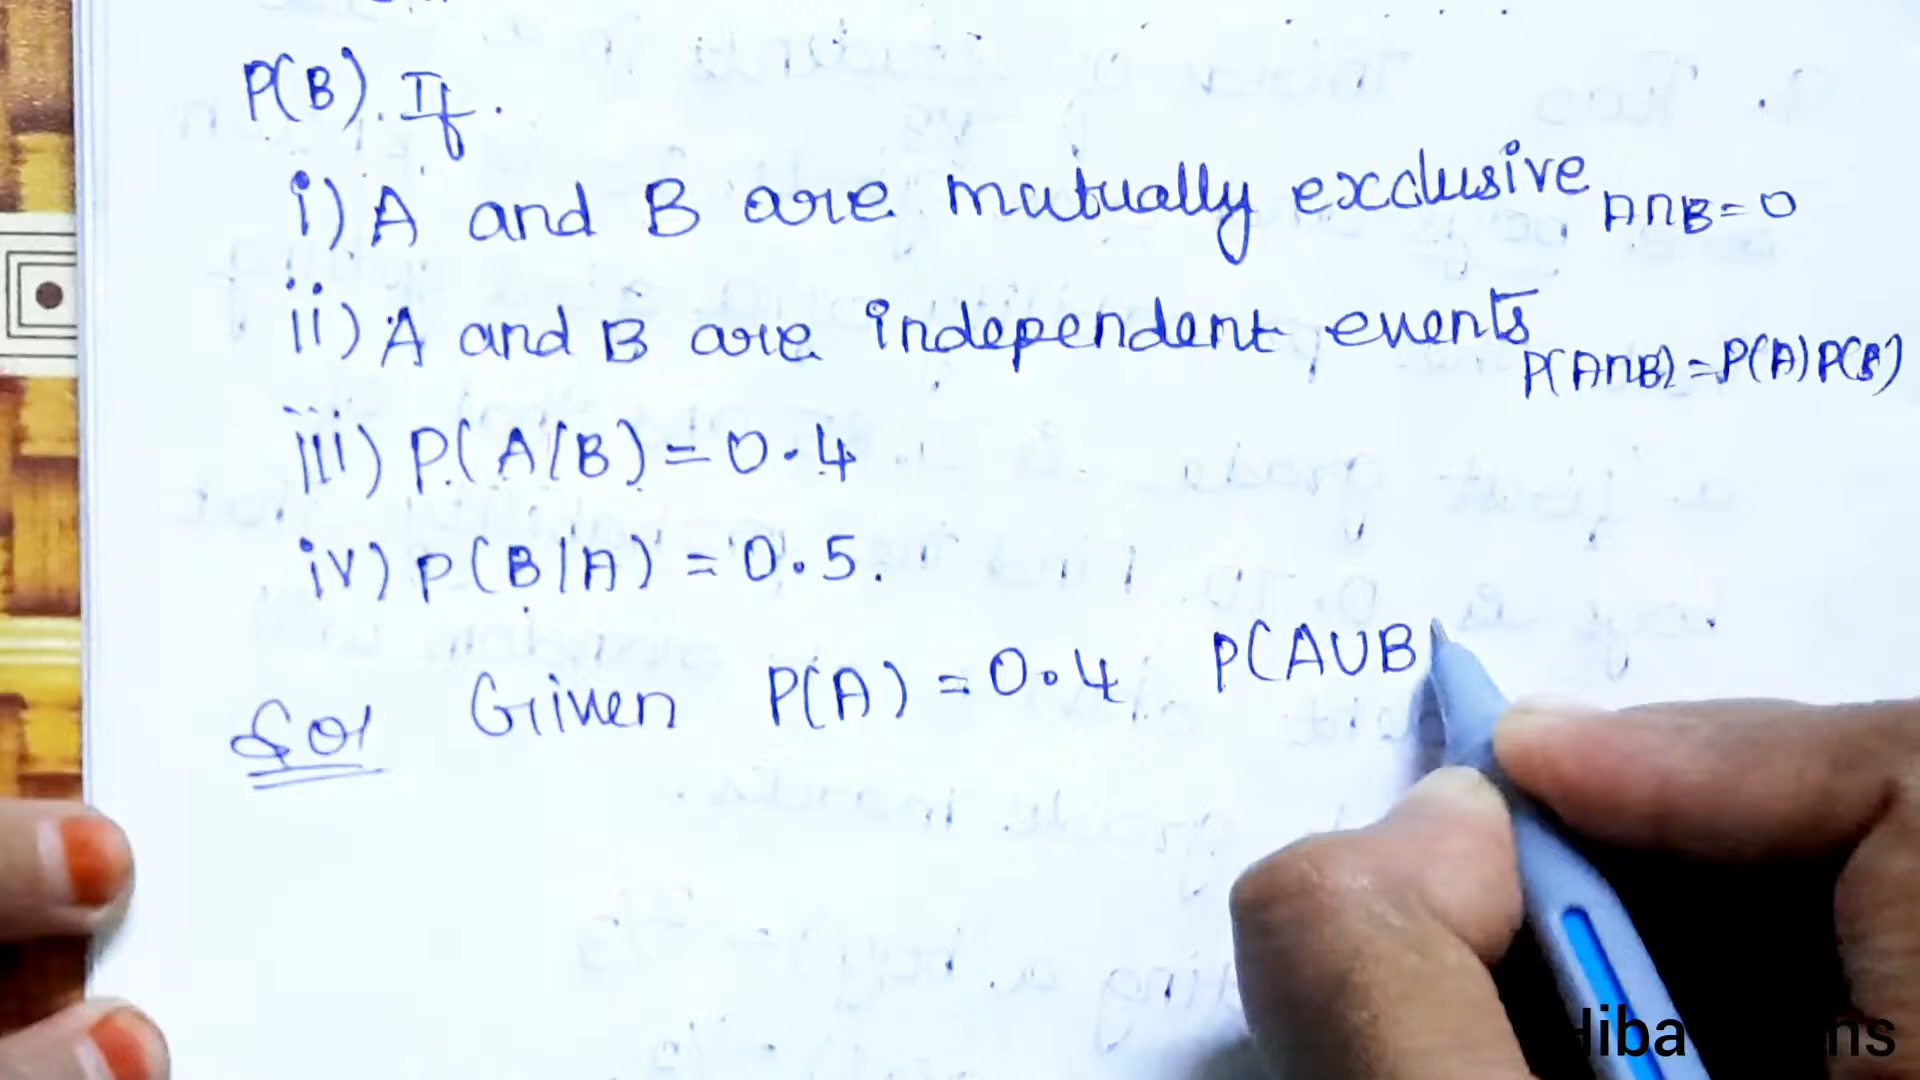 P(B). If.
i) A and B are mutually exclusive A∩B=0
ii) A and B are independent events P(A∩B)=P(A)P(B)
iii) P(A/B)=0.4
iv) P(B/A)=0.5.
Sol Given P(A)=0.4 P(AUB